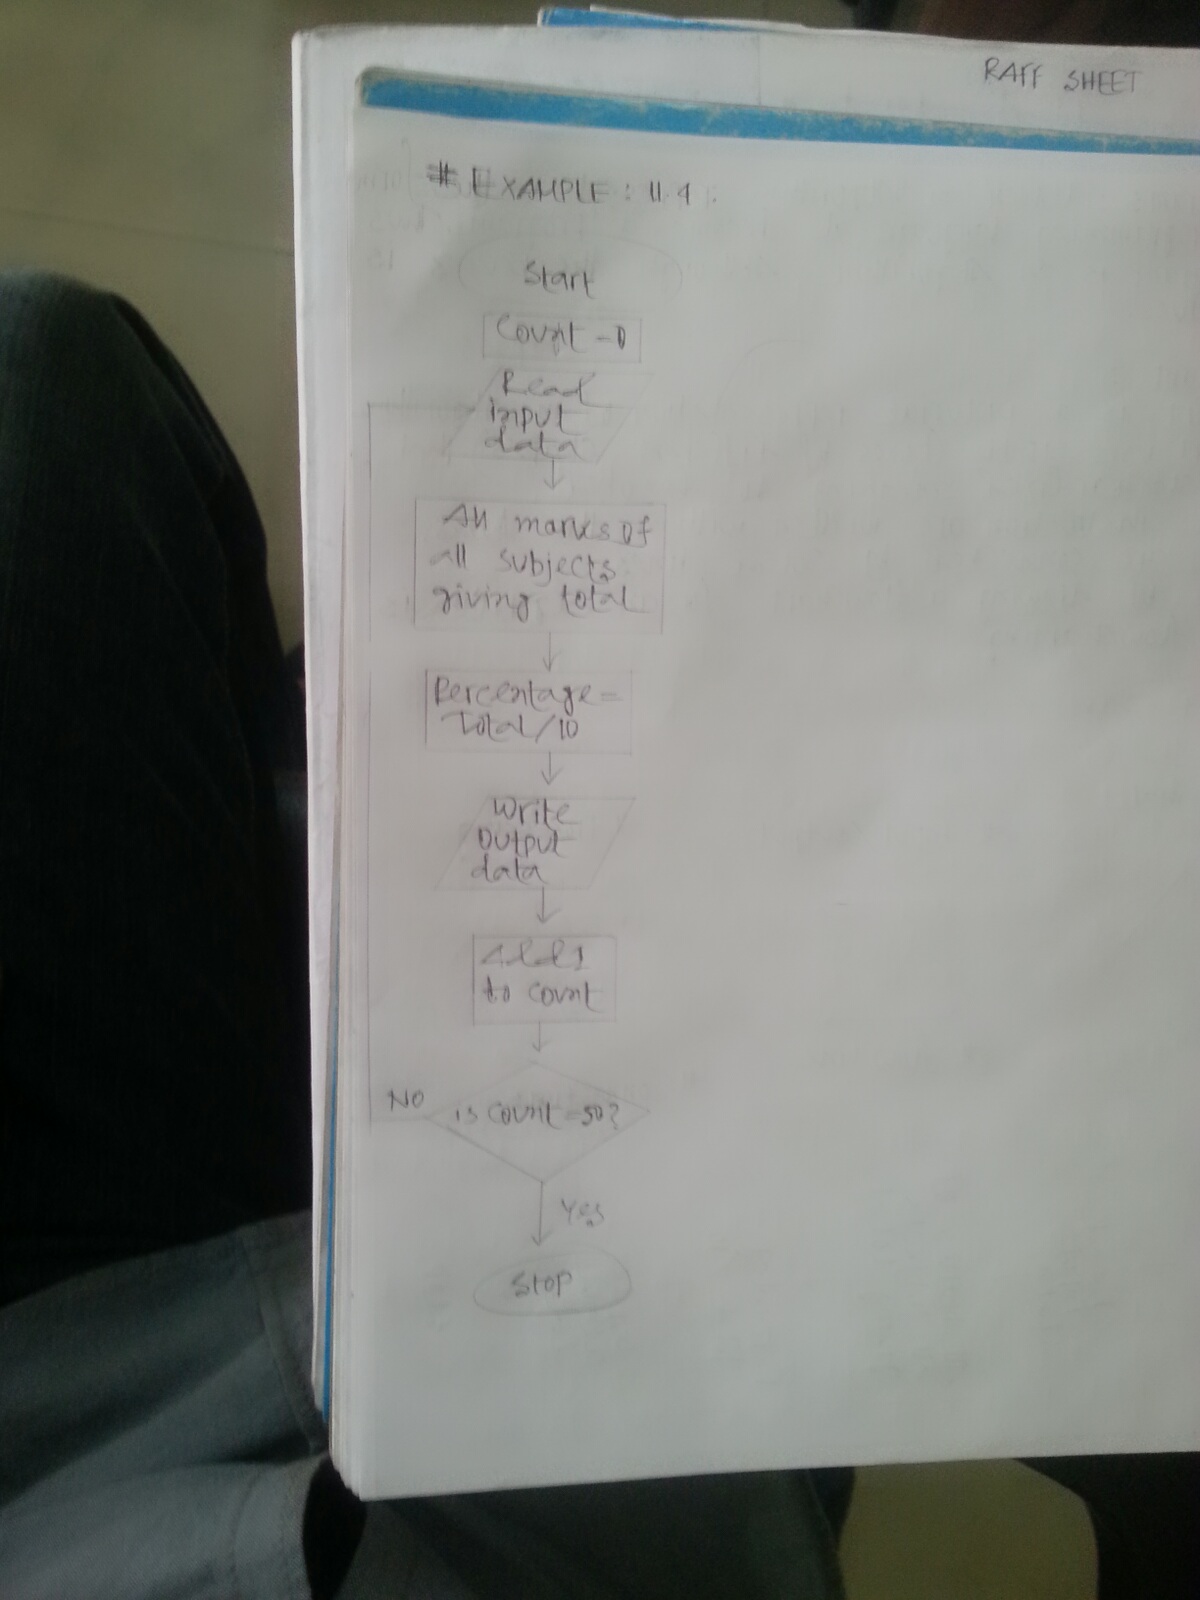 RAFF SHEET
# EXAMPLE : 11.4 :
Start
Count - 0
Read
input
data
All marks of
all subjects
giving total
Percentage =
Total / 10
Write
output
data
Add 1
to count
NO
is count = 50?
Yes
Stop